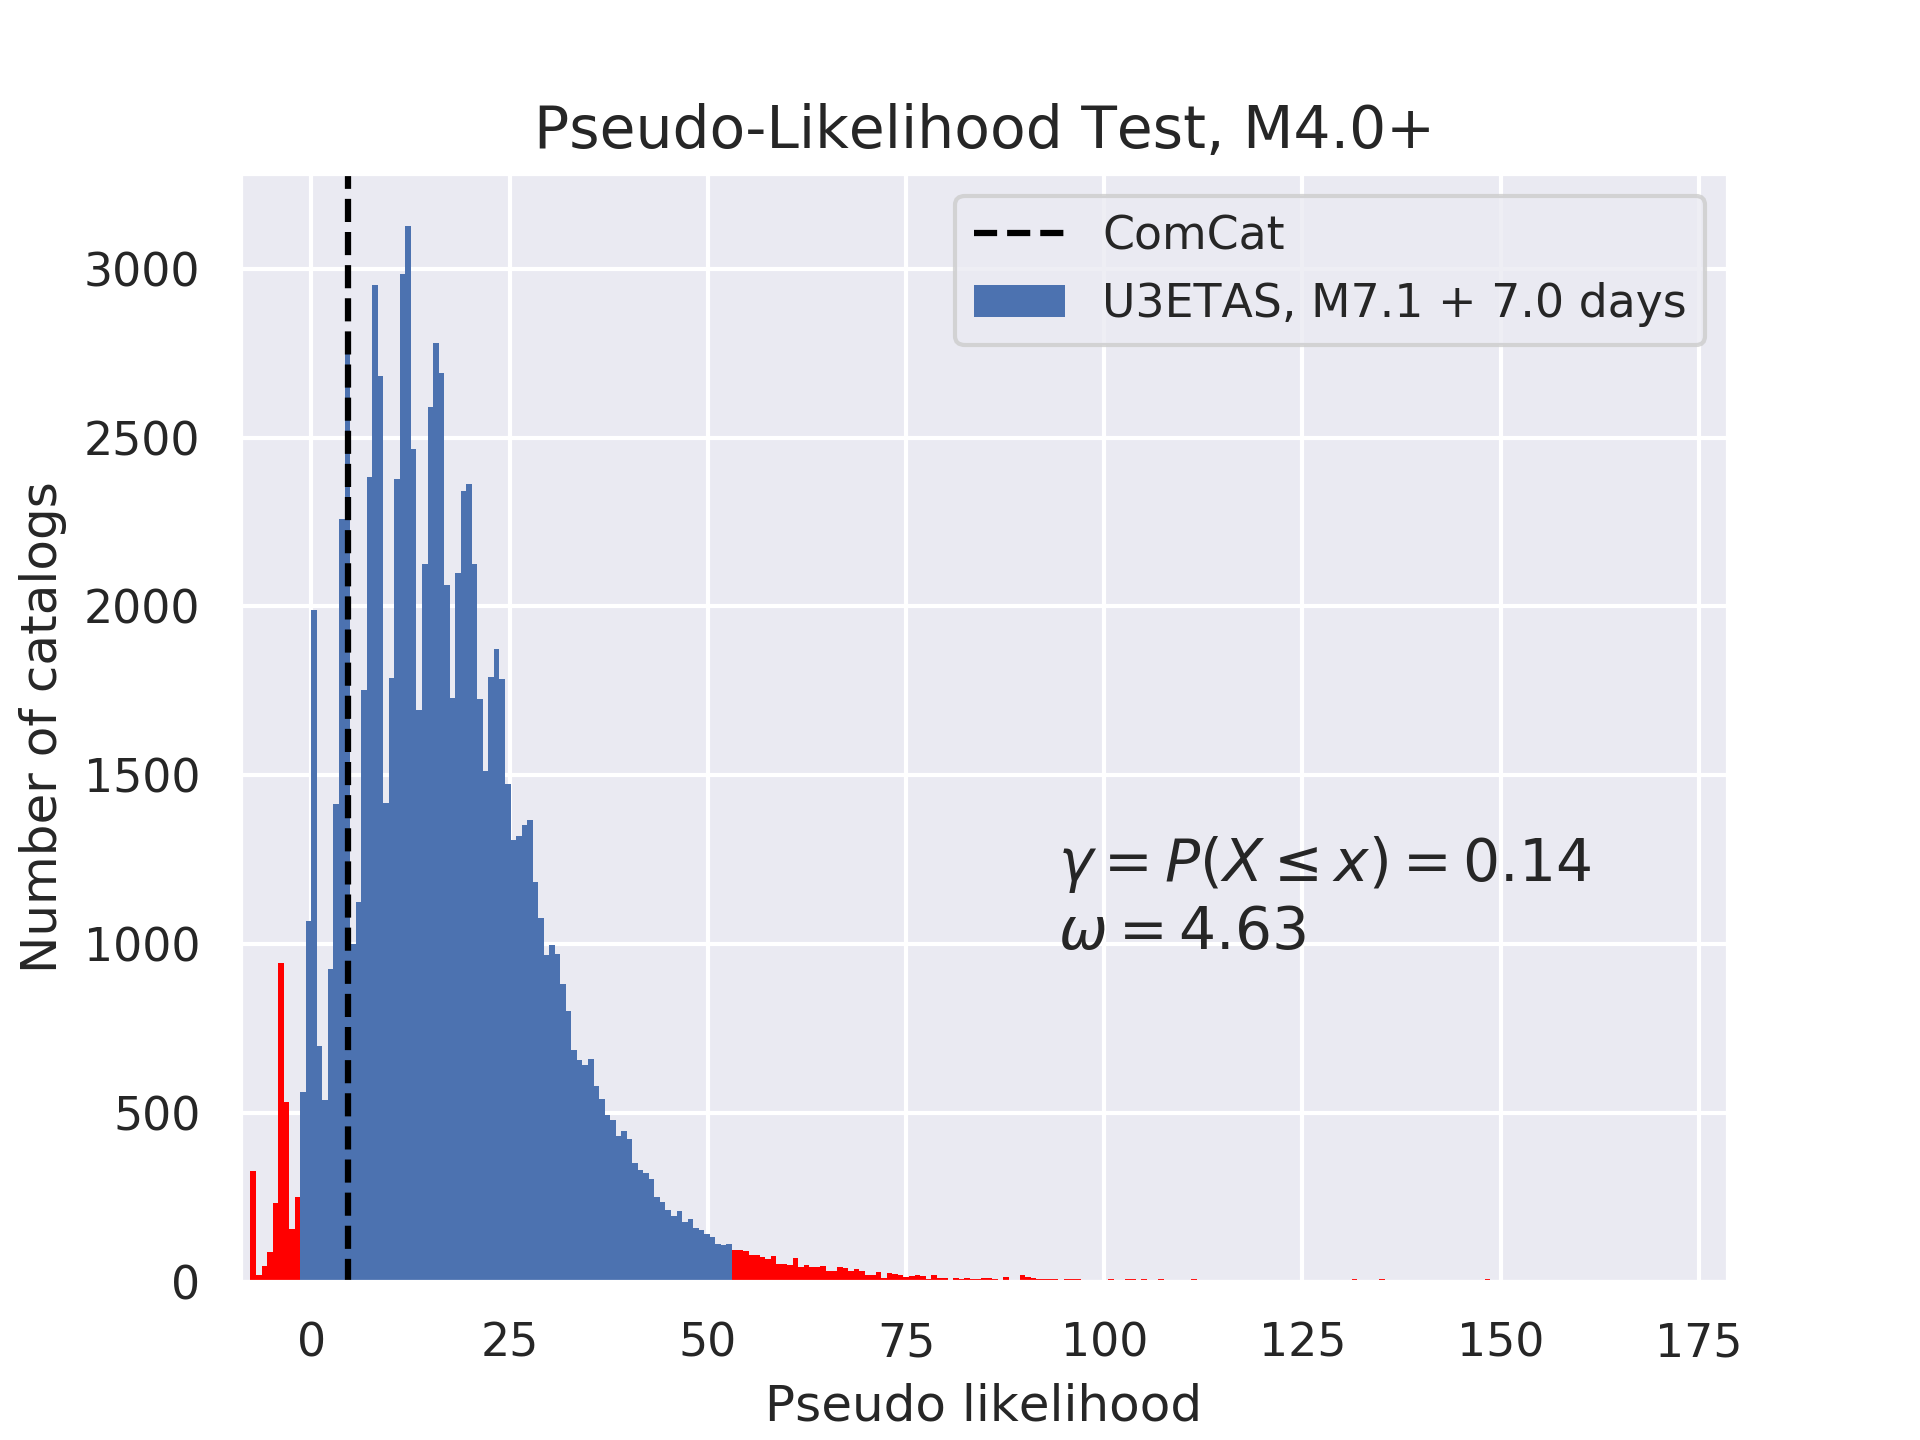 Pseudo-Likelihood Test, M4.0+
ComCat
U3ETAS, M7.1 + 7.0 days
3000
2500
2000
1500
1000
500
0
Number of catalogs
γ = P(X ≤ x) = 0.14
ω = 4.63
0 25 50 75 100 125 150 175
Pseudo likelihood